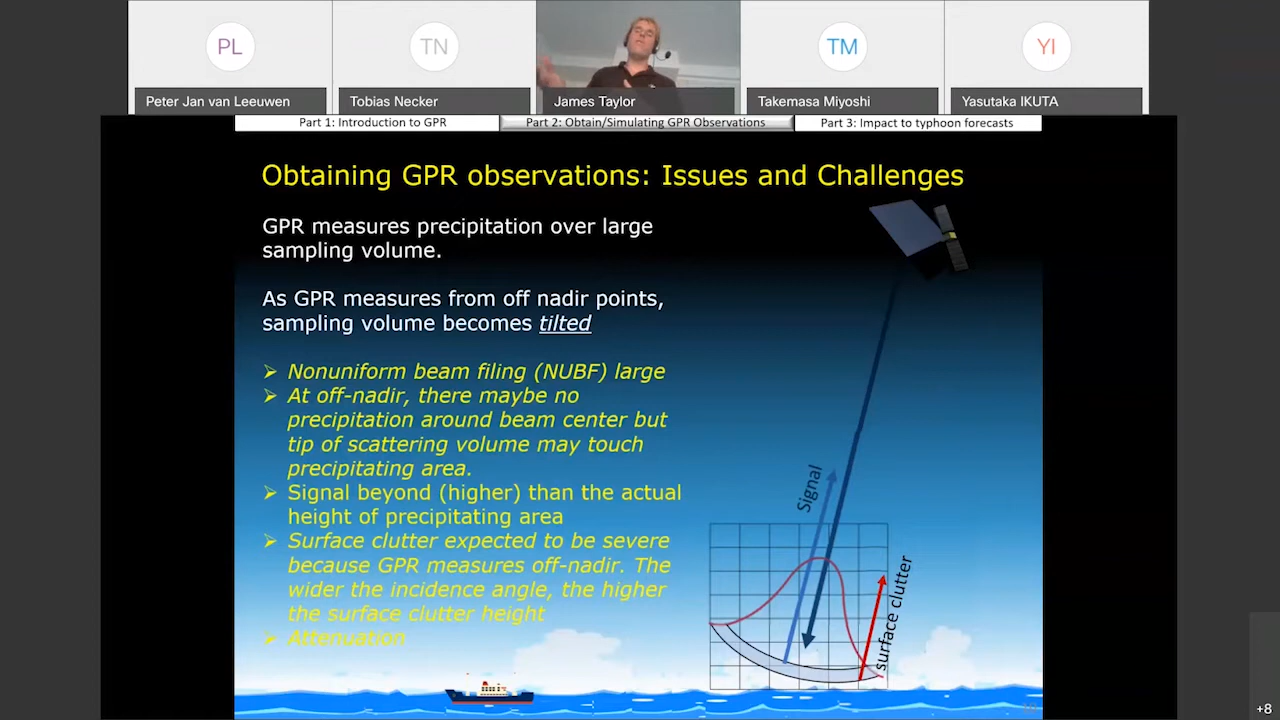 PL
TN
TM
YI
Peter Jan van Leeuwen
Tobias Necker
James Taylor
Takemasa Miyoshi
Yasutaka IKUTA
Part 1: Introduction to GPR
Part 2: Obtain/Simulating GPR Observations
Part 3: Impact to typhoon forecasts
Obtaining GPR observations: Issues and Challenges
GPR measures precipitation over large
sampling volume.
As GPR measures from off nadir points,
sampling volume becomes tilted
Nonuniform beam filing (NUBF) large
At off-nadir, there maybe no
precipitation around beam center but
tip of scattering volume may touch
precipitating area.
Signal beyond (higher) than the actual
height of precipitating area
Surface clutter expected to be severe
because GPR measures off-nadir. The
wider the incidence angle, the higher
the surface clutter height
Attenuation
Signal
surface clutter
+8